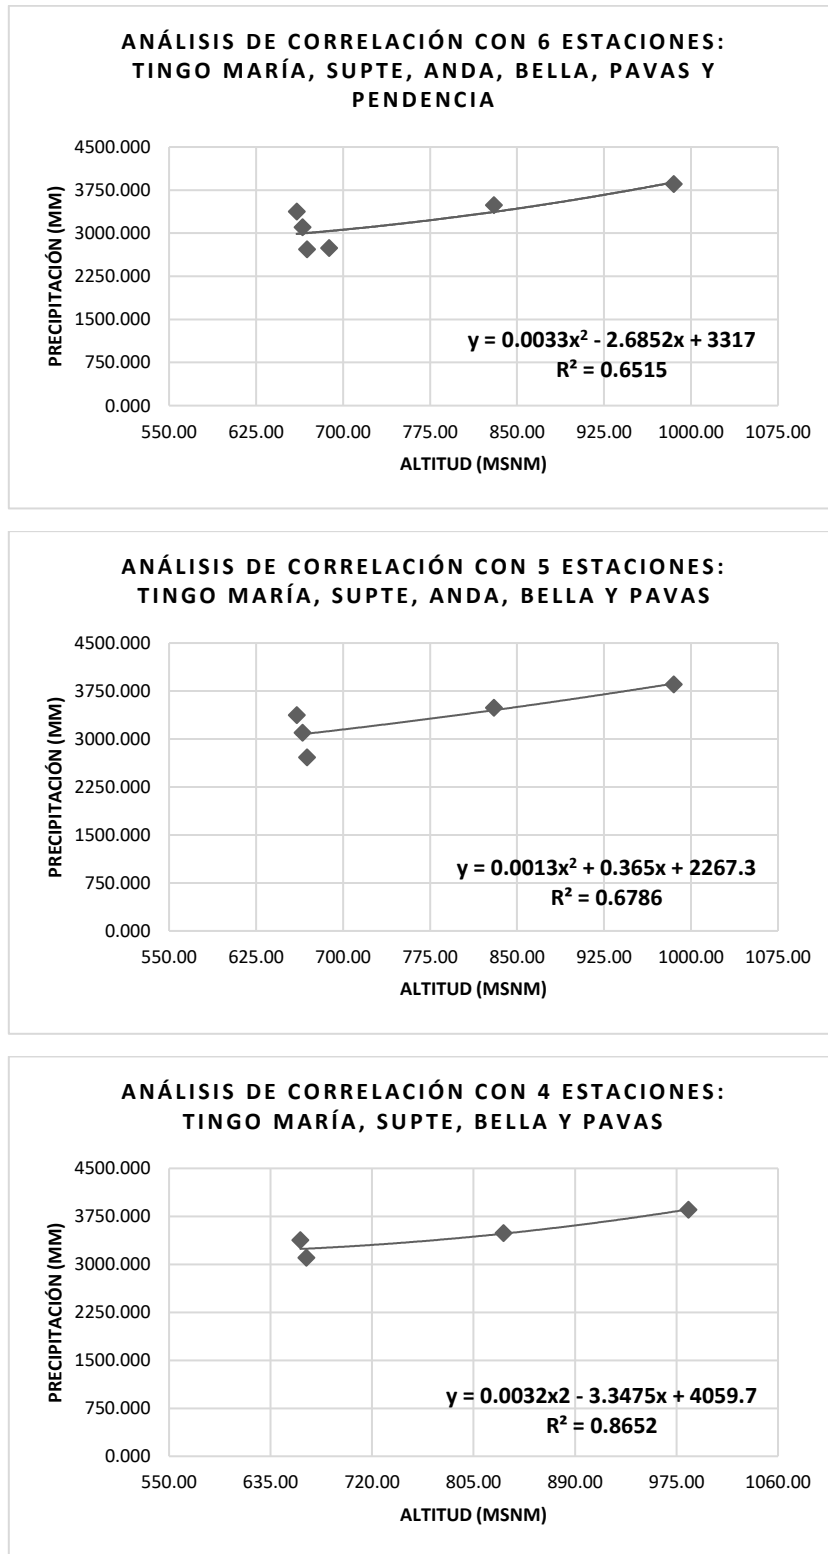 ANÁLISIS DE CORRELACIÓN CON 6 ESTACIONES:
TINGO MARÍA, SUPTE, ANDA, BELLA, PAVAS Y
PENDENCIA
PRECIPITACIÓN (MM)
4500.000
3750.000
3000.000
2250.000
1500.000
750.000
0.000
y = 0.0033x² - 2.6852x + 3317
R² = 0.6515
550.00 625.00 700.00 775.00 850.00 925.00 1000.00 1075.00
ALTITUD (MSNM)
ANÁLISIS DE CORRELACIÓN CON 5 ESTACIONES:
TINGO MARÍA, SUPTE, ANDA, BELLA Y PAVAS
PRECIPITACIÓN (MM)
4500.000
3750.000
3000.000
2250.000
1500.000
750.000
0.000
y = 0.0013x² + 0.365x + 2267.3
R² = 0.6786
550.00 625.00 700.00 775.00 850.00 925.00 1000.00 1075.00
ALTITUD (MSNM)
ANÁLISIS DE CORRELACIÓN CON 4 ESTACIONES:
TINGO MARÍA, SUPTE, BELLA Y PAVAS
PRECIPITACIÓN (MM)
4500.000
3750.000
3000.000
2250.000
1500.000
750.000
0.000
y = 0.0032x2 - 3.3475x + 4059.7
R² = 0.8652
550.00 635.00 720.00 805.00 890.00 975.00 1060.00
ALTITUD (MSNM)